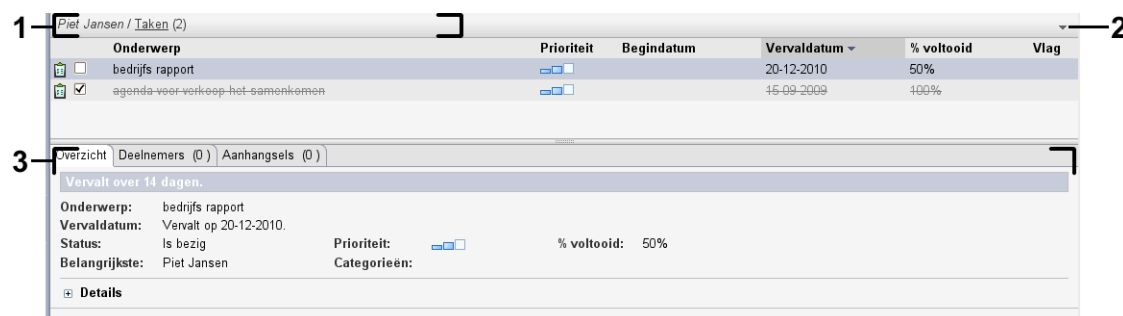 1
Piet Jansen / Taken (2)
2
Onderwerp Prioriteit Begindatum Vervaldatum % voltooid Vlag
bedrijfs rapport 20-12-2010 50%
agenda voor verkoop het samenkomen 15-09-2009 100%
3
Overzicht Deelnemers (0 ) Aanhangsels (0 )
Vervalt over 14 dagen.
Onderwerp: bedrijfs rapport
Vervaldatum: Vervalt op 20-12-2010.
Status: Is bezig Prioriteit: % voltooid: 50%
Belangrijkste: Piet Jansen Categorieën:
Details